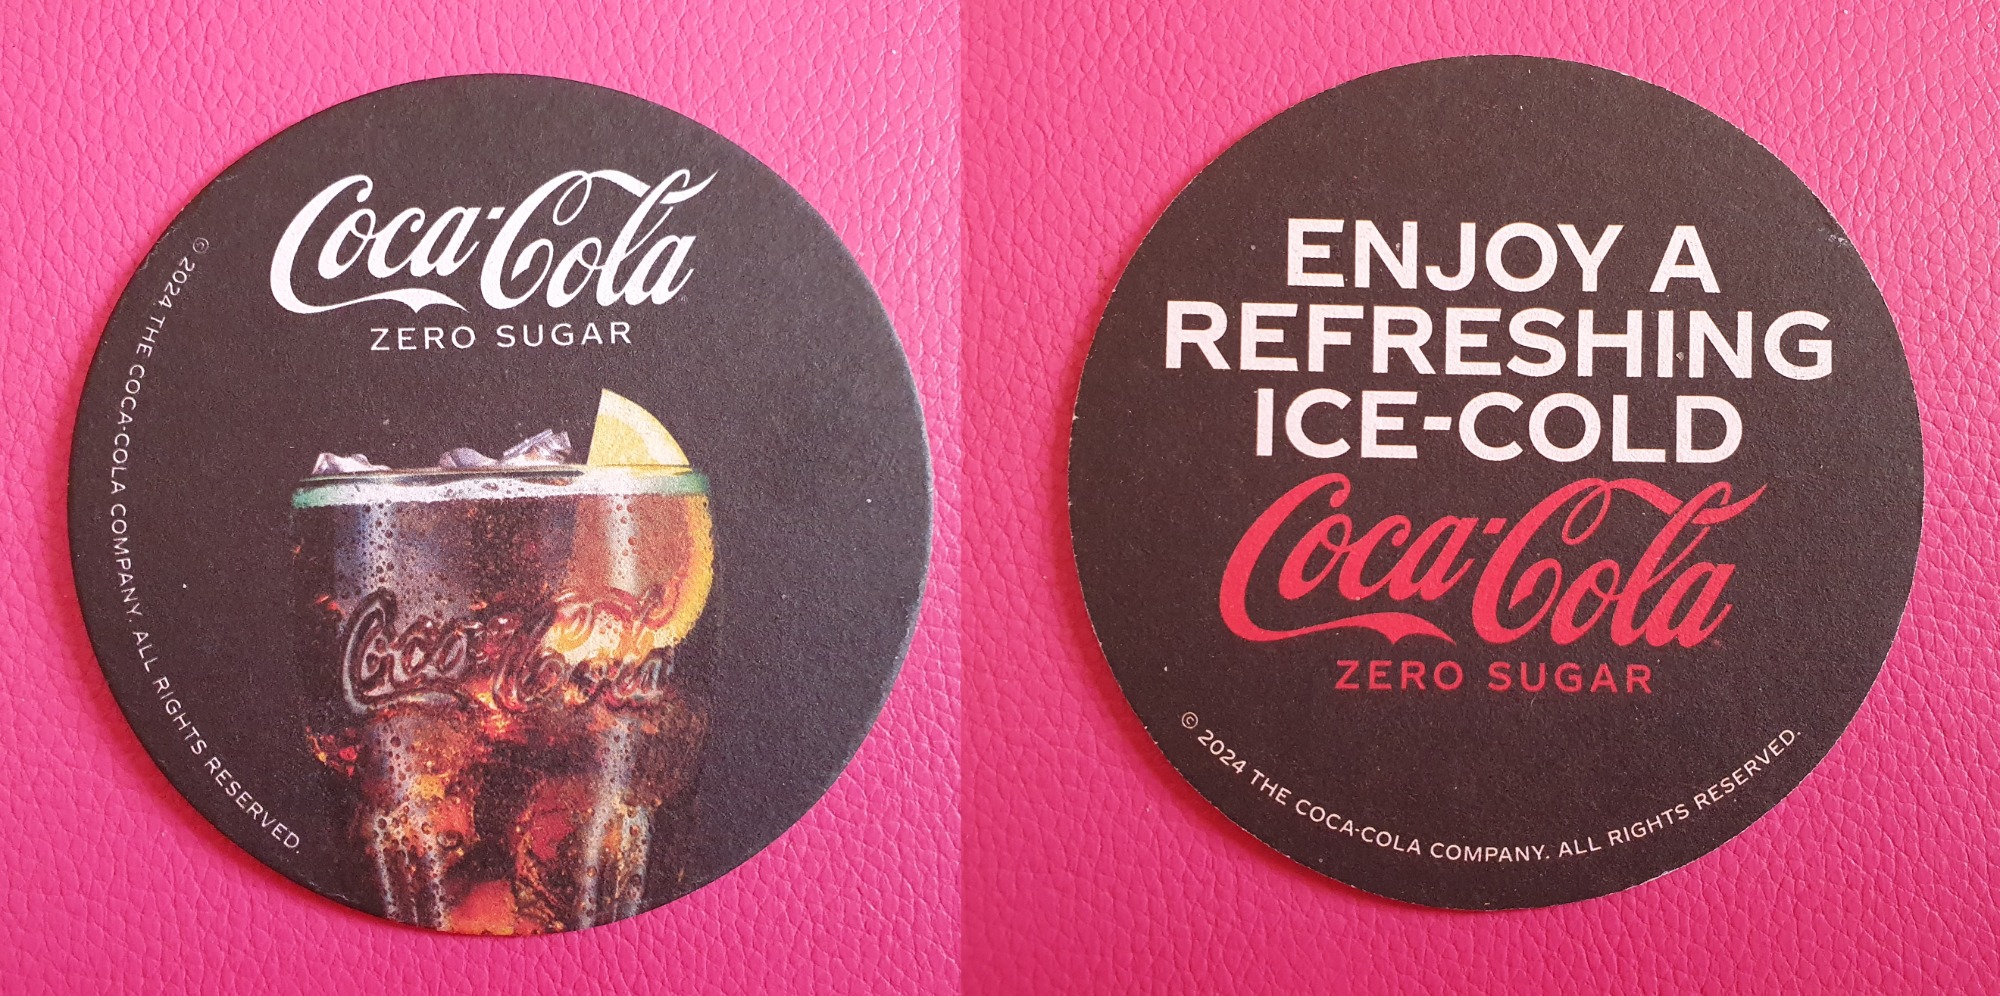 Coca-Cola
ZERO SUGAR
Coca-Cola
© 2024 THE COCA-COLA COMPANY. ALL RIGHTS RESERVED.
ENJOY A
REFRESHING
ICE-COLD
Coca-Cola
ZERO SUGAR
© 2024 THE COCA-COLA COMPANY. ALL RIGHTS RESERVED.